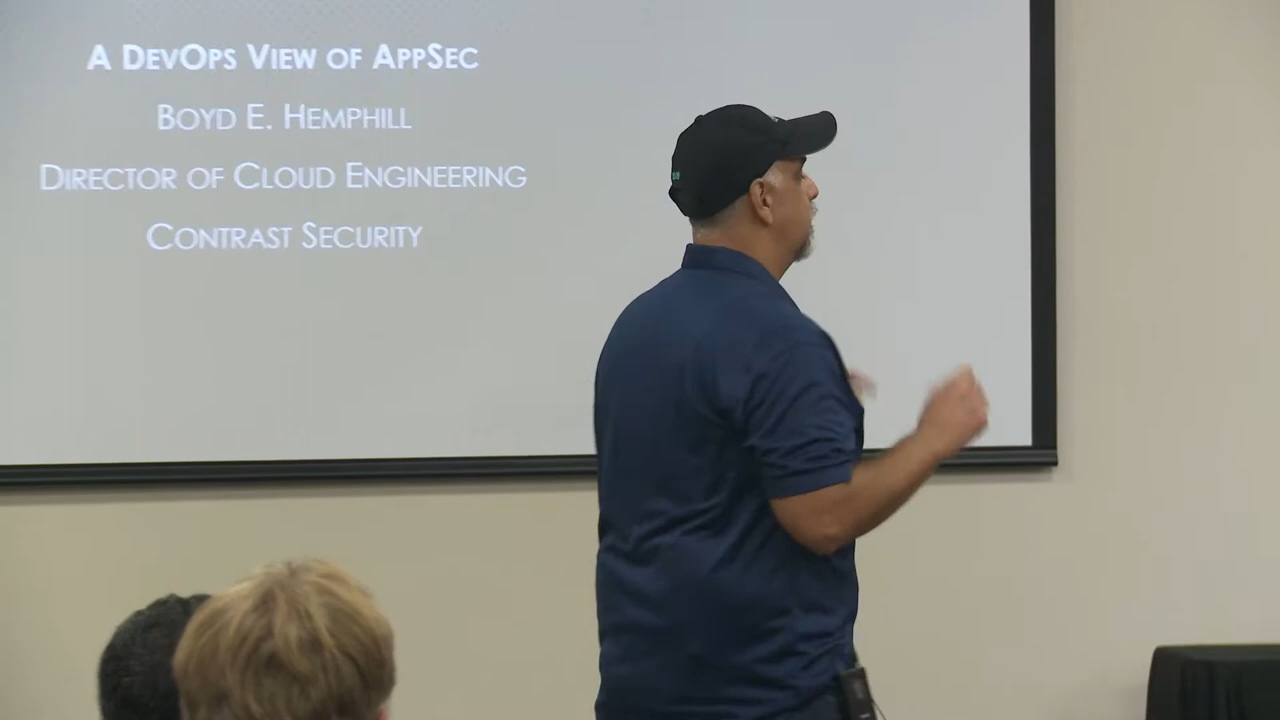 A DevOps View of AppSec
Boyd E. Hemphill
Director of Cloud Engineering
Contrast Security